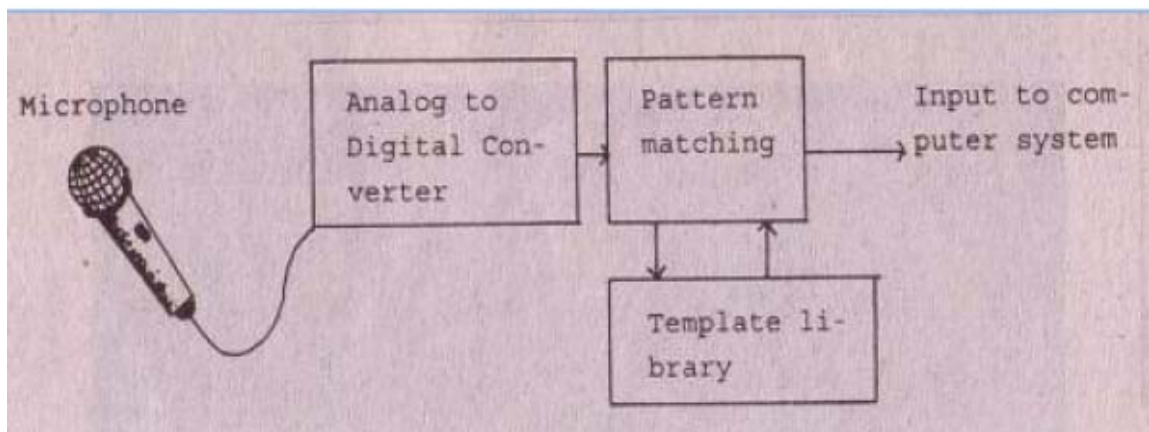 Microphone
Analog to
Digital Con-
verter
Pattern
matching
Input to com-
puter system
Template li-
brary